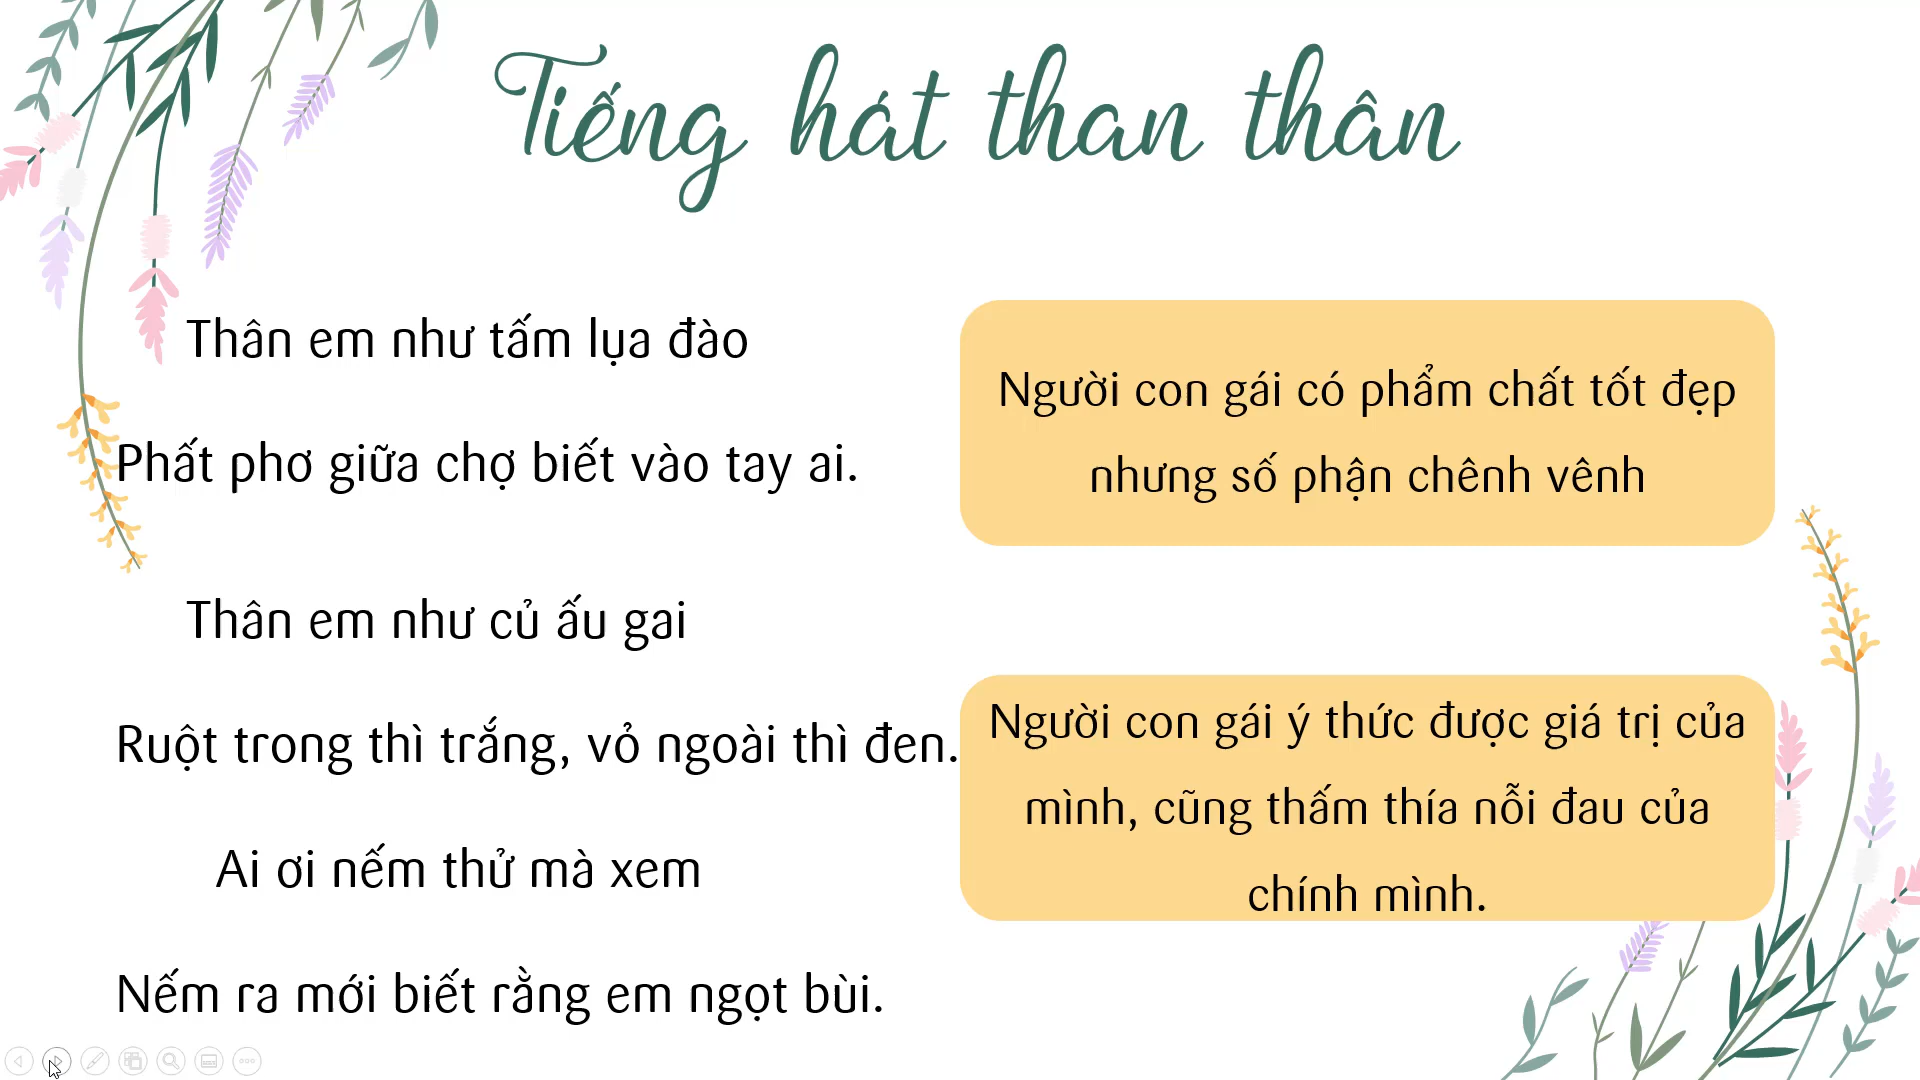 Tiếng hát than thân
Thân em như tấm lụa đào
Phất phơ giữa chợ biết vào tay ai.
Người con gái có phẩm chất tốt đẹp
nhưng số phận chênh vênh
Thân em như củ ấu gai
Ruột trong thì trắng, vỏ ngoài thì đen.
Ai ơi nếm thử mà xem
Nếm ra mới biết rằng em ngọt bùi.
Người con gái ý thức được giá trị của
mình, cũng thấm thía nỗi đau của
chính mình.